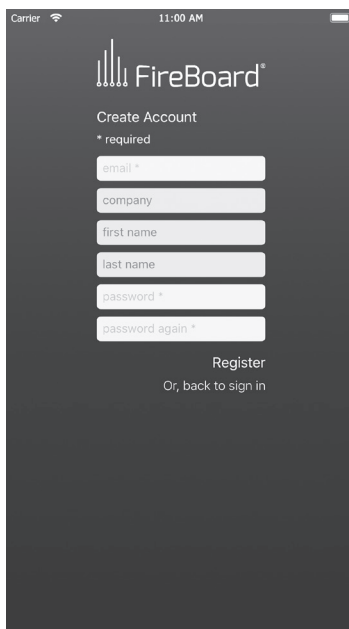 Carrier 11:00 AM
FireBoard®
Create Account
* required
email *
company
first name
last name
password *
password again *
Register
Or, back to sign in